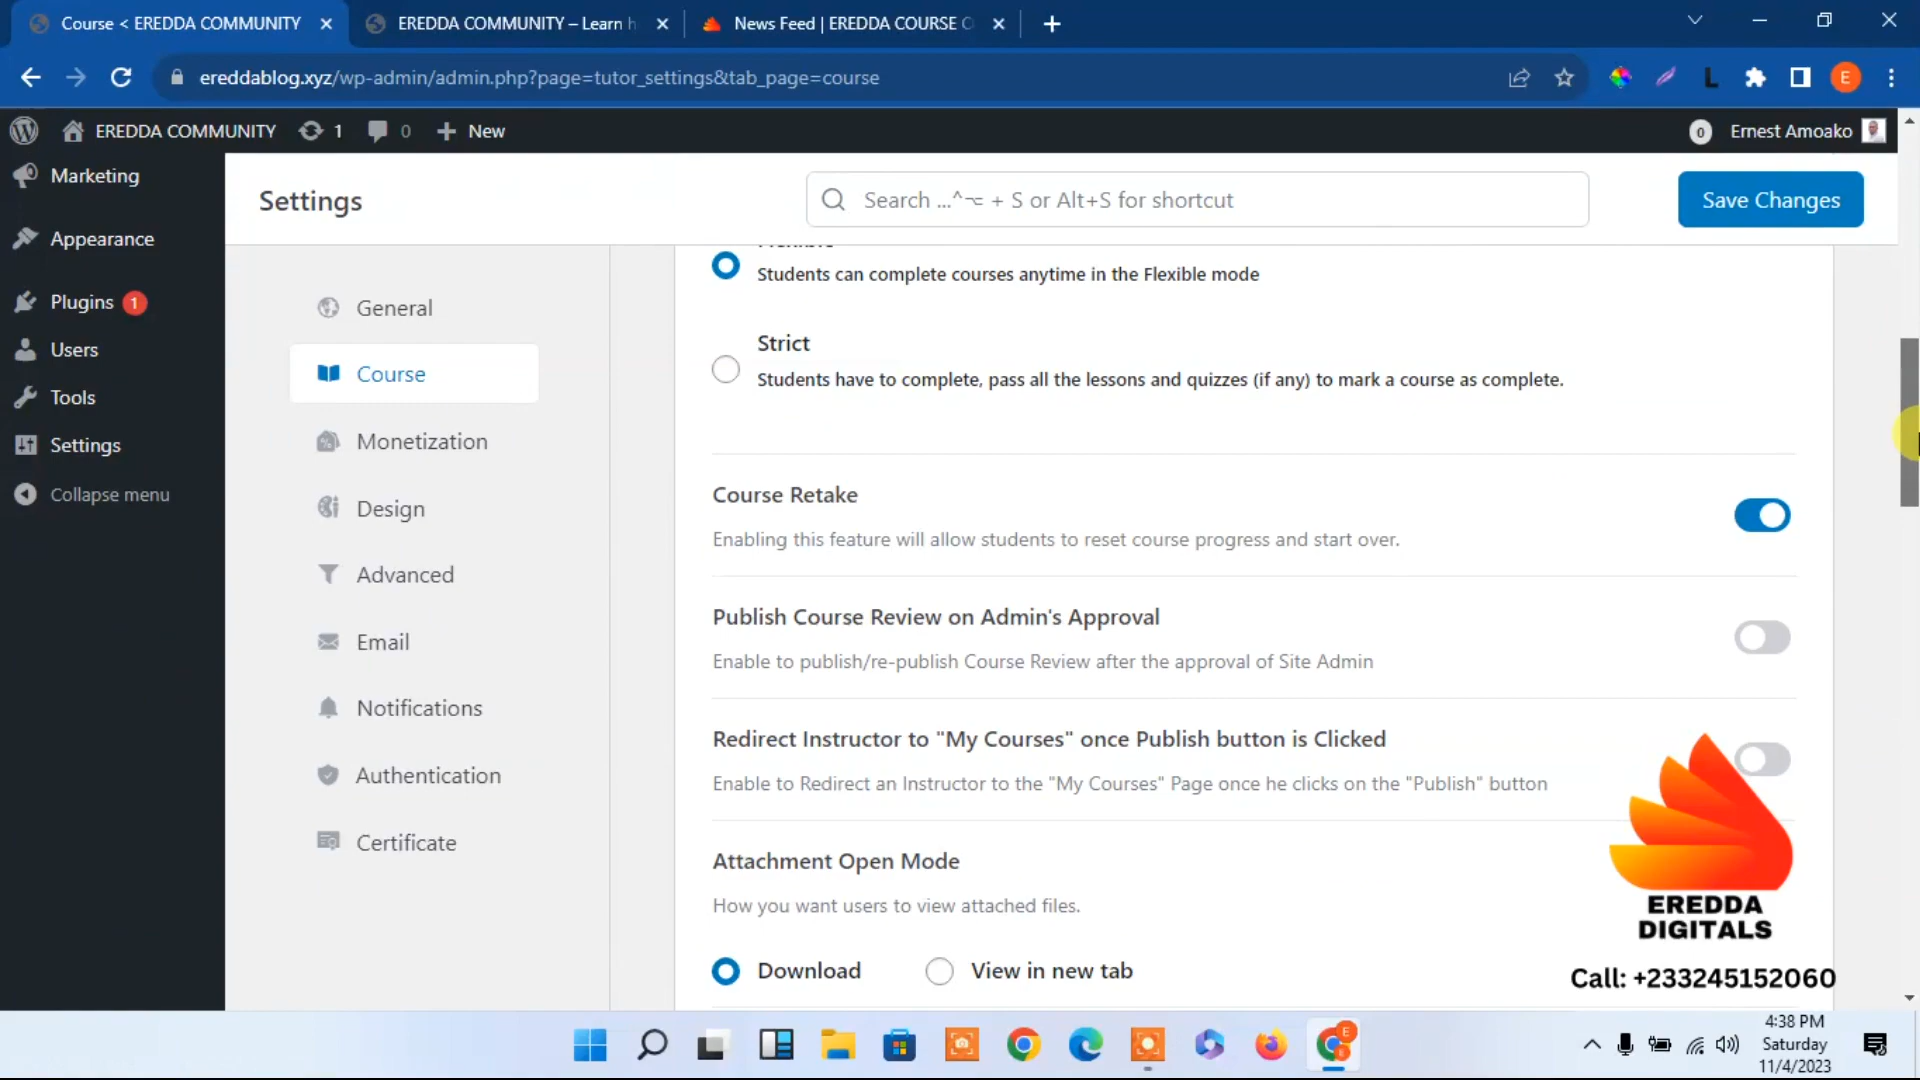 Course < EREDDA COMMUNITY
EREDDA COMMUNITY – Learn h
News Feed | EREDDA COURSE C
ereddablog.xyz/wp-admin/admin.php?page=tutor_settings&tab_page=course
L
E
EREDDA COMMUNITY
1
0
New
0
Ernest Amoako
Marketing
Appearance
Plugins 1
Users
Tools
Settings
Collapse menu
Settings
Search ...^⌥ + S or Alt+S for shortcut
Save Changes
General
Course
Monetization
Design
Advanced
Email
Notifications
Authentication
Certificate
Students can complete courses anytime in the Flexible mode
Strict
Students have to complete, pass all the lessons and quizzes (if any) to mark a course as complete.
Course Retake
Enabling this feature will allow students to reset course progress and start over.
Publish Course Review on Admin's Approval
Enable to publish/re-publish Course Review after the approval of Site Admin
Redirect Instructor to "My Courses" once Publish button is Clicked
Enable to Redirect an Instructor to the "My Courses" Page once he clicks on the "Publish" button
Attachment Open Mode
How you want users to view attached files.
Download
View in new tab
EREDDA
DIGITALS
Call: +233245152060
4:38 PM
Saturday
11/4/2023